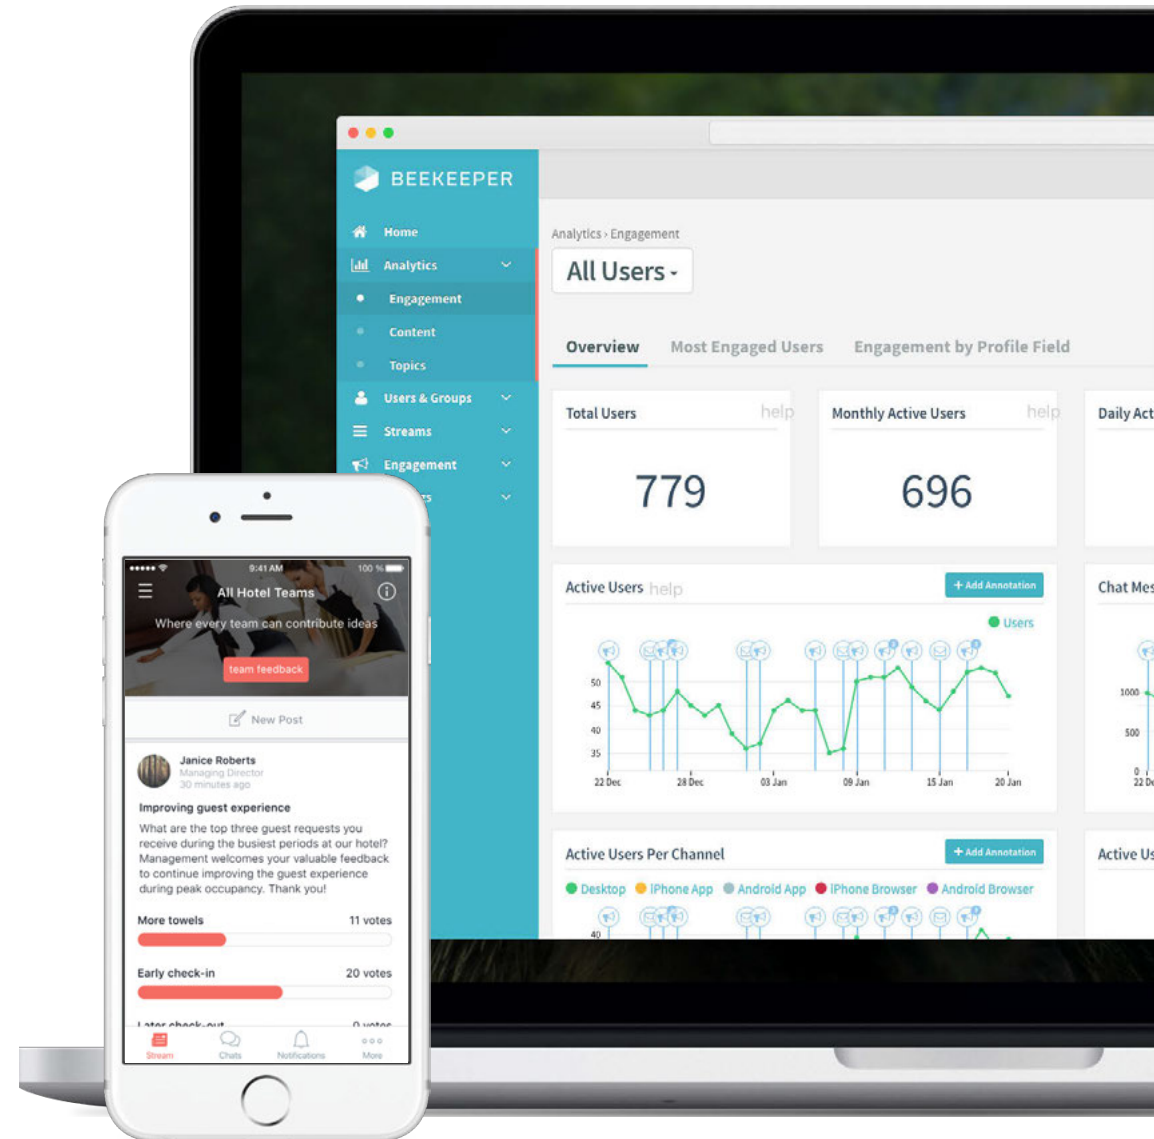 BEEKEEPER
Home
Analytics
Engagement
Content
Topics
Users & Groups
Streams
Engagement
Analytics › Engagement
All Users
Overview
Most Engaged Users
Engagement by Profile Field
Total Users help
779
Monthly Active Users help
696
Daily Act
Active Users help
+ Add Annotation
Users
50
45
40
35
22 Dec 28 Dec 03 Jan 09 Jan 15 Jan 20 Jan
Chat Mes
1000
500
0
22 De
Active Users Per Channel
+ Add Annotation
Desktop iPhone App Android App iPhone Browser Android Browser
40
Active Us
9:41 AM 100 %
All Hotel Teams
Where every team can contribute ideas
team feedback
New Post
Janice Roberts
Managing Director
30 minutes ago
Improving guest experience
What are the top three guest requests you
receive during the busiest periods at our hotel?
Management welcomes your valuable feedback
to continue improving the guest experience
during peak occupancy. Thank you!
More towels 11 votes
Early check-in 20 votes
Later check-out 9 votes
Stream Chats Notifications More